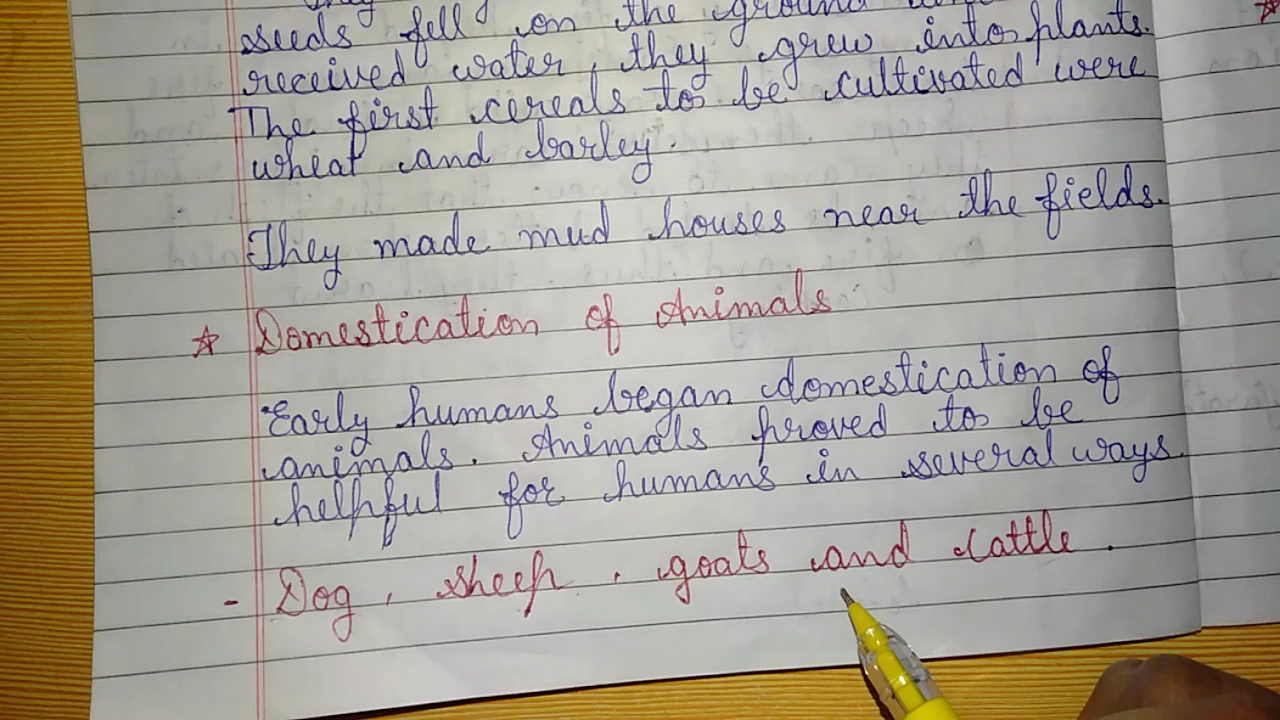 seeds fell on the ground
received water, they grew into plants.
The first cereals to be cultivated were
wheat and barley.
They made mud houses near the fields.
☆ Domestication of Animals
Early humans began domestication of
animals. Animals proved to be
helpful for humans in several ways.
- Dog, sheep, goats and cattle.